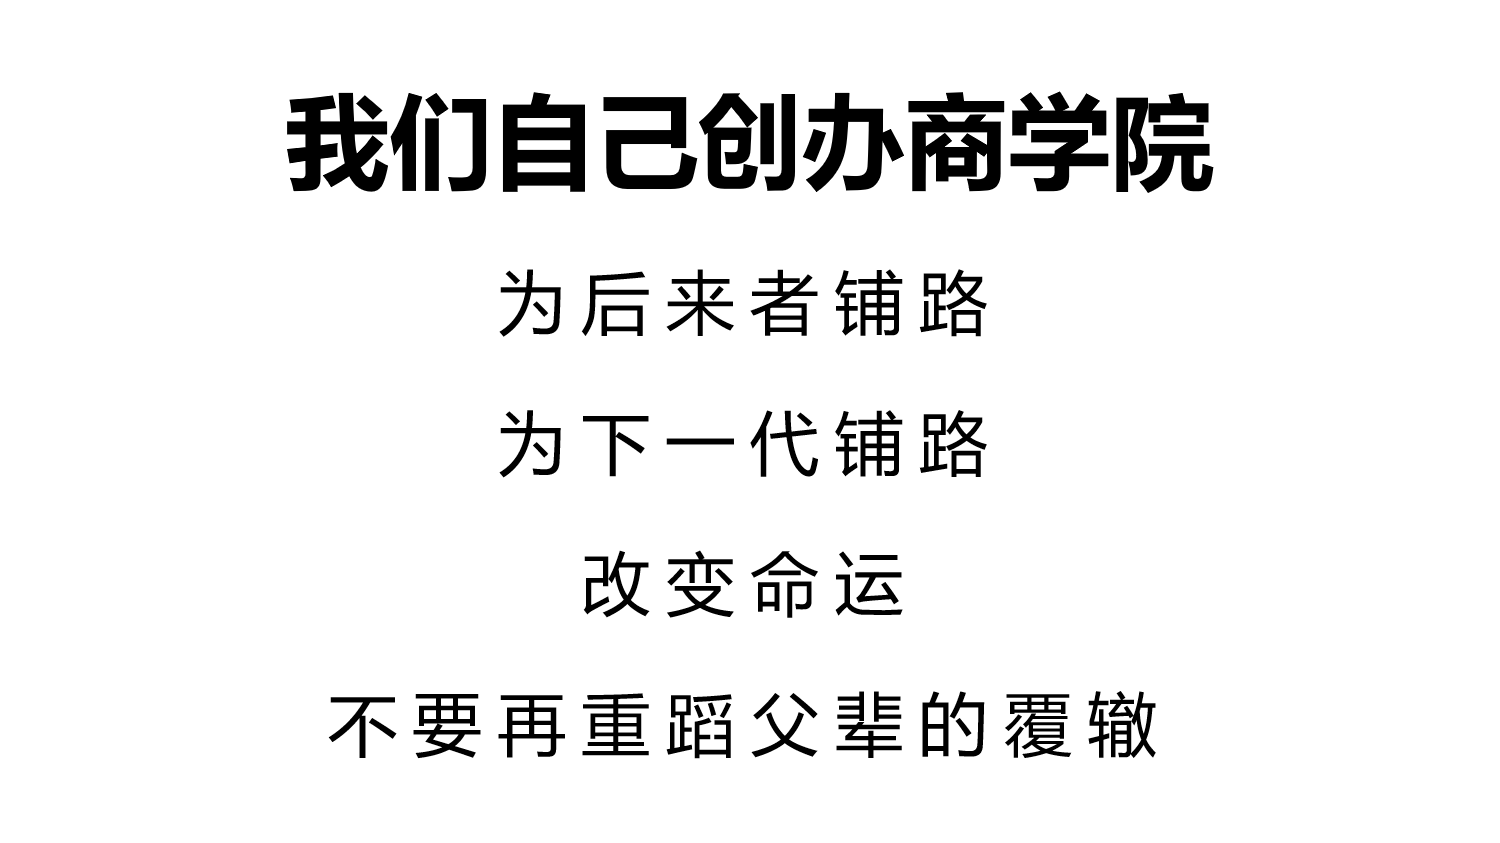 我们自己创办商学院
为后来者铺路
为下一代铺路
改变命运
不要再重蹈父辈的覆辙